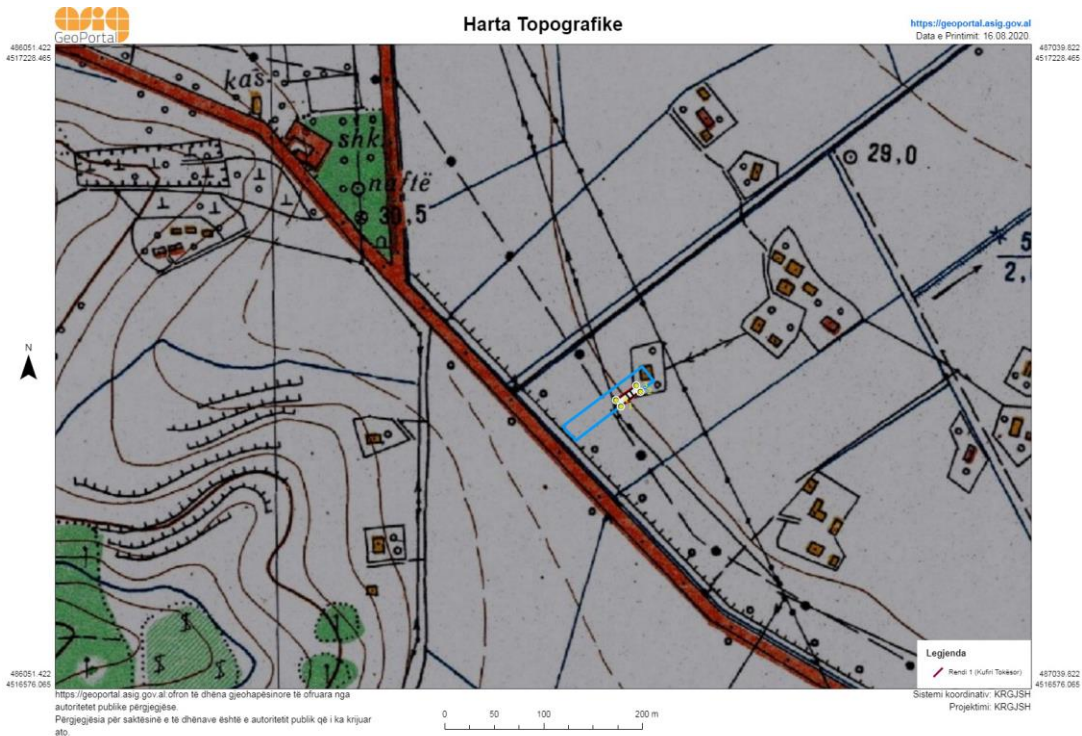 asig
GeoPortal
Harta Topografike
https://geoportal.asig.gov.al
Data e Printimit: 16.08.2020.
486051.422
4517228.465
487039.822
4517228.465
kas.
shk.
naftë
30,5
29,0
5
2,
N
486051.422
4516576.065
487039.822
4516576.065
Legjenda
Rendi 1 (Kufiri Tokësor)
https://geoportal.asig.gov.al ofron të dhëna gjeohapësinore të ofruara nga
autoritetet publike përgjegjëse.
Përgjegjësia për saktësinë e të dhënave është e autoritetit publik që i ka krijuar
ato.
0 50 100 200 m
Sistemi koordinativ: KRGJSH
Projektimi: KRGJSH